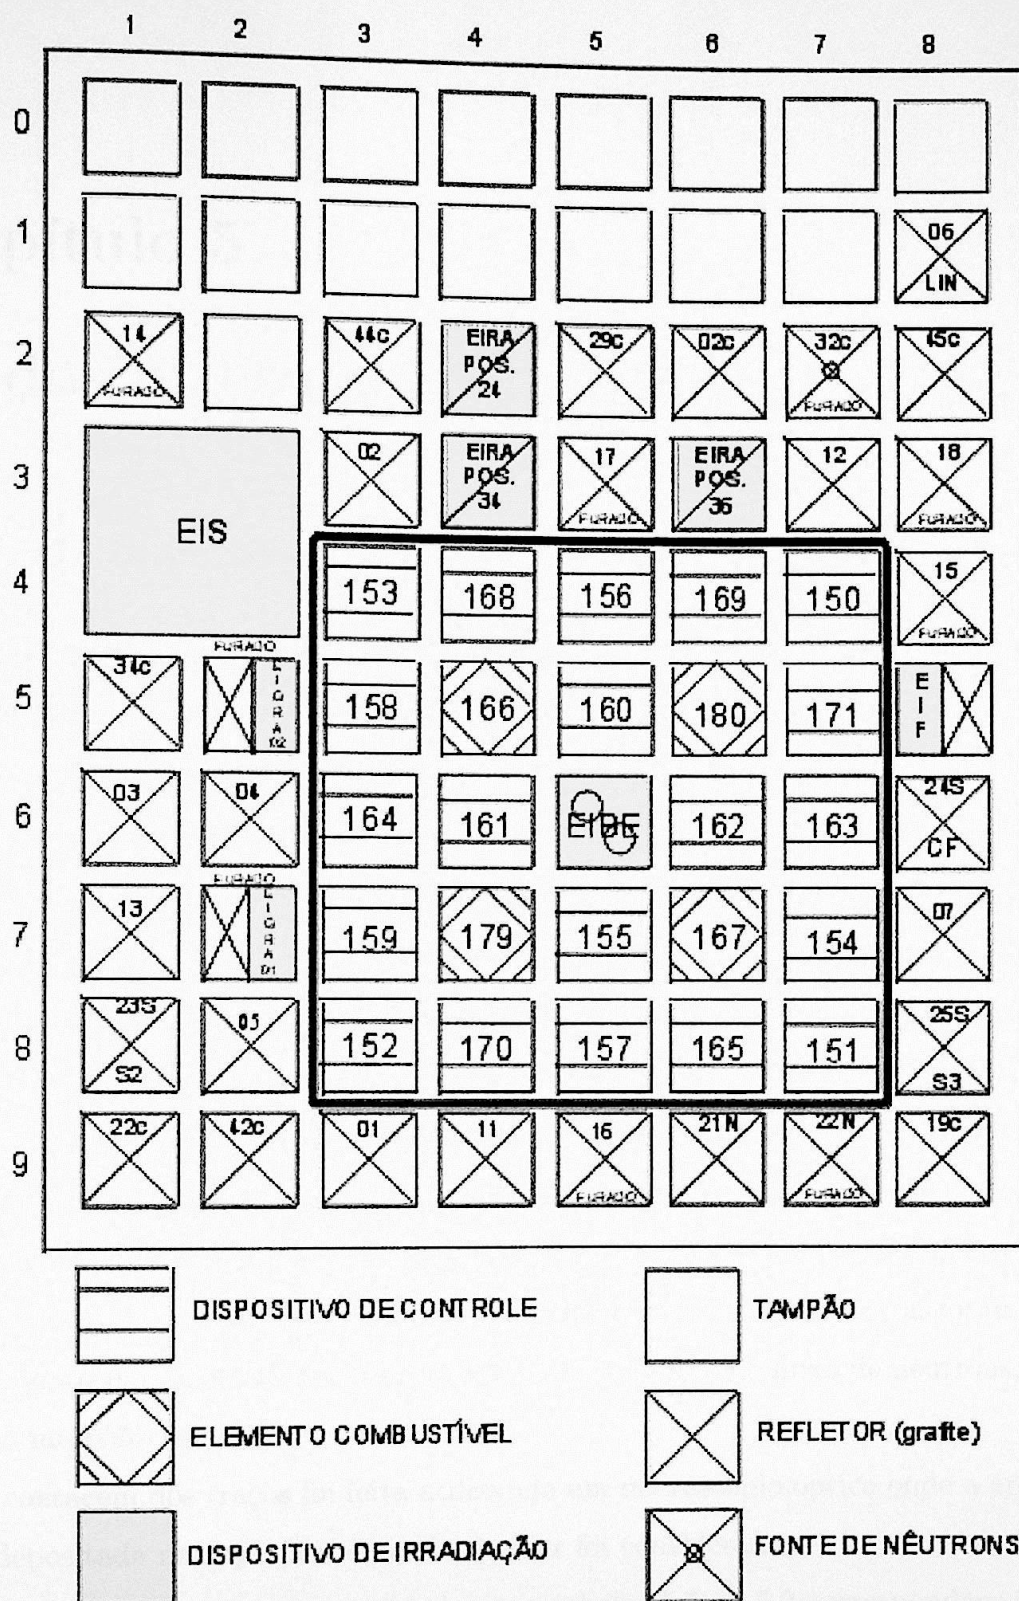 1 2 3 4 5 6 7 8
0
1
06
LIN
2
14
FURADO
44c
EIRA
POS.
24
29c
02c
32c
FURADO
45c
3
EIS
02
EIRA
POS.
34
17
FURADO
EIRA
POS.
36
12
18
FURADO
4
153
168
156
169
150
15
FURADO
FURADO
5
34c
158
166
160
180
171
EIF
6
03
04
164
161
EIBE
162
163
24S
CF
FURADO
7
13
EIGRA
01
159
179
155
167
154
07
8
23S
S2
05
152
170
157
165
151
25S
S3
9
22c
42c
01
11
16
FURADO
21N
22N
FURADO
19c
DISPOSITIVO DE CONTROLE
TAMPÃO
ELEMENTO COMBUSTÍVEL
REFLETOR (grafte)
DISPOSITIVO DE IRRADIAÇÃO
FONTE DE NÊUTRONS